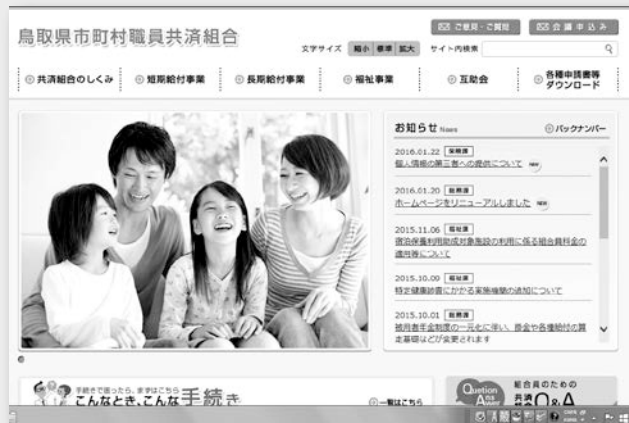 鳥取県市町村職員共済組合
ご意見・ご質問
会議申込み
文字サイズ 縮小 標準 拡大 サイト内検索
共済組合のしくみ 短期給付事業 長期給付事業 福祉事業 互助会 各種申請書等
ダウンロード
お知らせ News バックナンバー
2016.01.22 保険課
個人情報の第三者への提供について NEW
2016.01.20 総務課
ホームページをリニューアルしました NEW
2015.11.06 福祉課
宿泊保養利用助成対象施設の利用に係る組合員料金の
適用等について
2015.10.09 福祉課
特定健康診査にかかる実施機関の追加について
2015.10.01 総務課
被用者年金制度の一元化に伴い、掛金や各種給付の算
定基礎などが変更されます
手続きで困ったら、まずはこちら
こんなとき、こんな手続き
一覧はこちら
Quetion
Ans
組合員のための
共済
Q&A